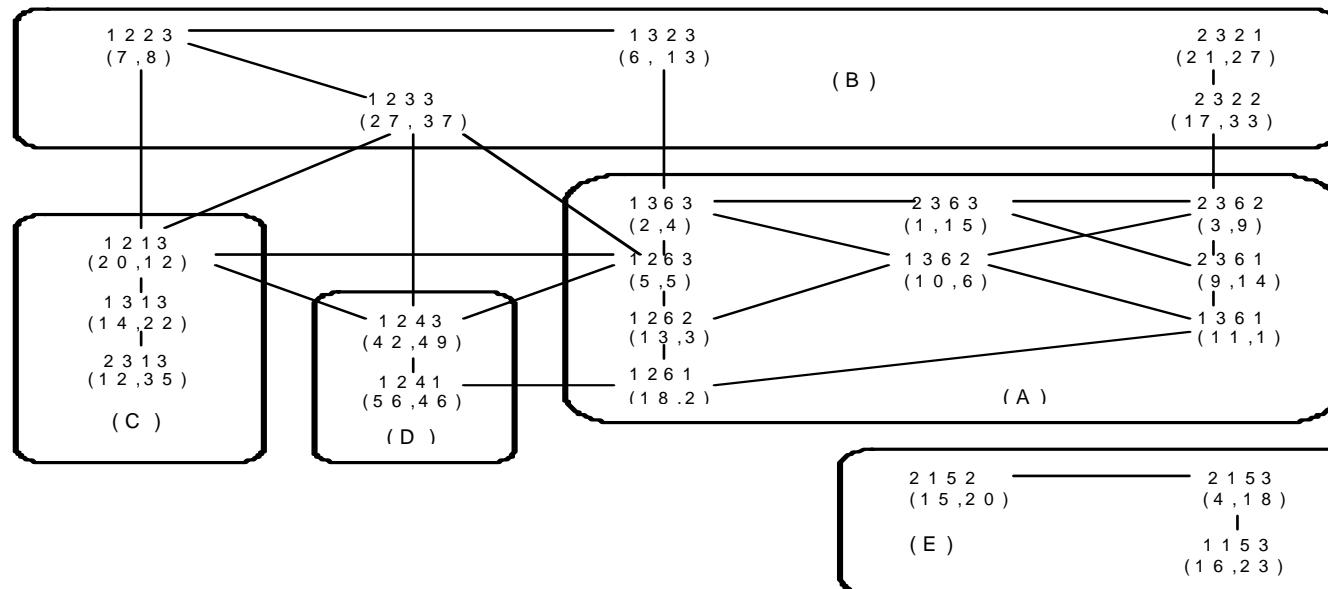 1223 1323 2321
(7,8) (6,13) (21,27)
(B)
1233 2322
(27,37) (17,33)
1363 2363 2362
(2,4) (1,15) (3,9)
1213 1263 1362 2361
(20,12) (5,5) (10,6) (9,14)
1313 1243 1262 1361
(14,22) (42,49) (13,3) (11,1)
2313 1241 1261
(12,35) (56,46) (18,2)
(C) (D) (A)
2152 2153
(15,20) (4,18)
(E) 1153
(16,23)